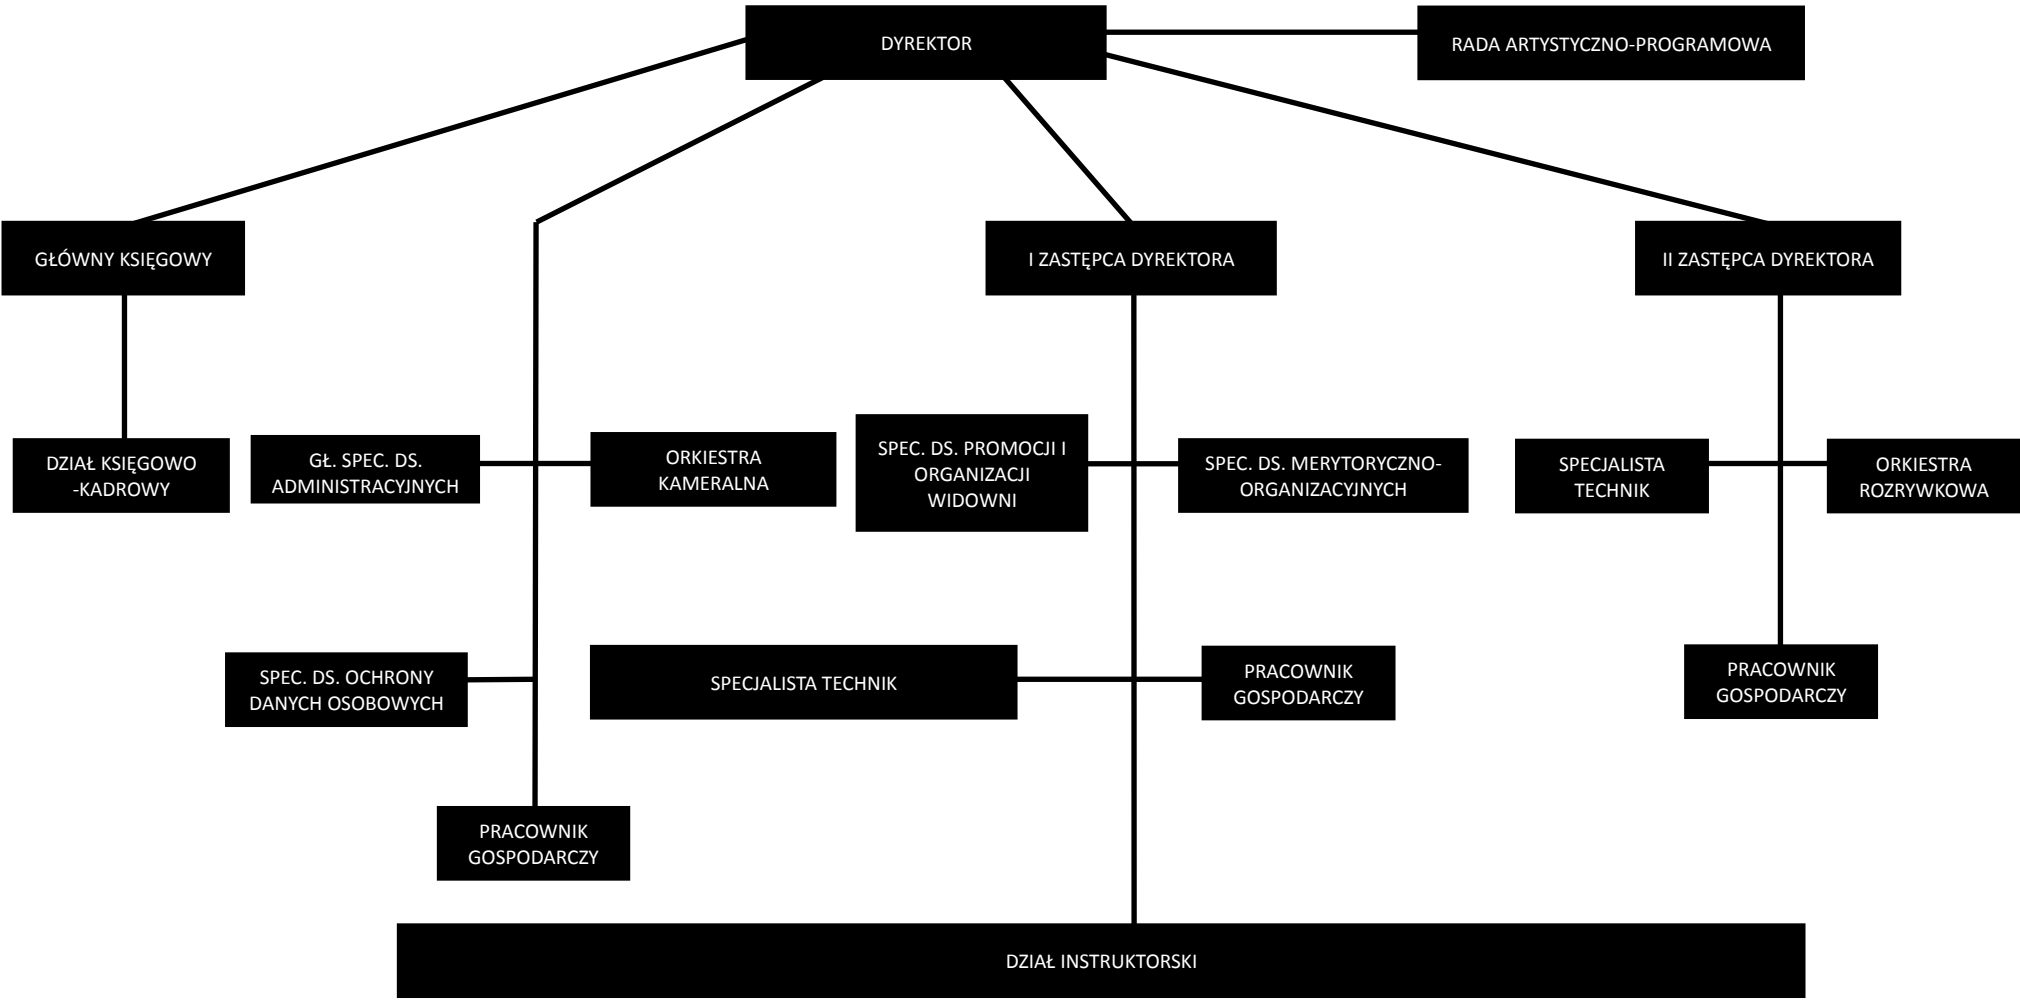 DYREKTOR
RADA ARTYSTYCZNO-PROGRAMOWA
GŁÓWNY KSIĘGOWY
I ZASTĘPCA DYREKTORA
II ZASTĘPCA DYREKTORA
DZIAŁ KSIĘGOWO
-KADROWY
GŁ. SPEC. DS.
ADMINISTRACYJNYCH
ORKIESTRA
KAMERALNA
SPEC. DS. PROMOCJI I
ORGANIZACJI
WIDOWNI
SPEC. DS. MERYTORYCZNO-
ORGANIZACYJNYCH
SPECJALISTA
TECHNIK
ORKIESTRA
ROZRYWKOWA
SPEC. DS. OCHRONY
DANYCH OSOBOWYCH
SPECJALISTA TECHNIK
PRACOWNIK
GOSPODARCZY
PRACOWNIK
GOSPODARCZY
PRACOWNIK
GOSPODARCZY
DZIAŁ INSTRUKTORSKI